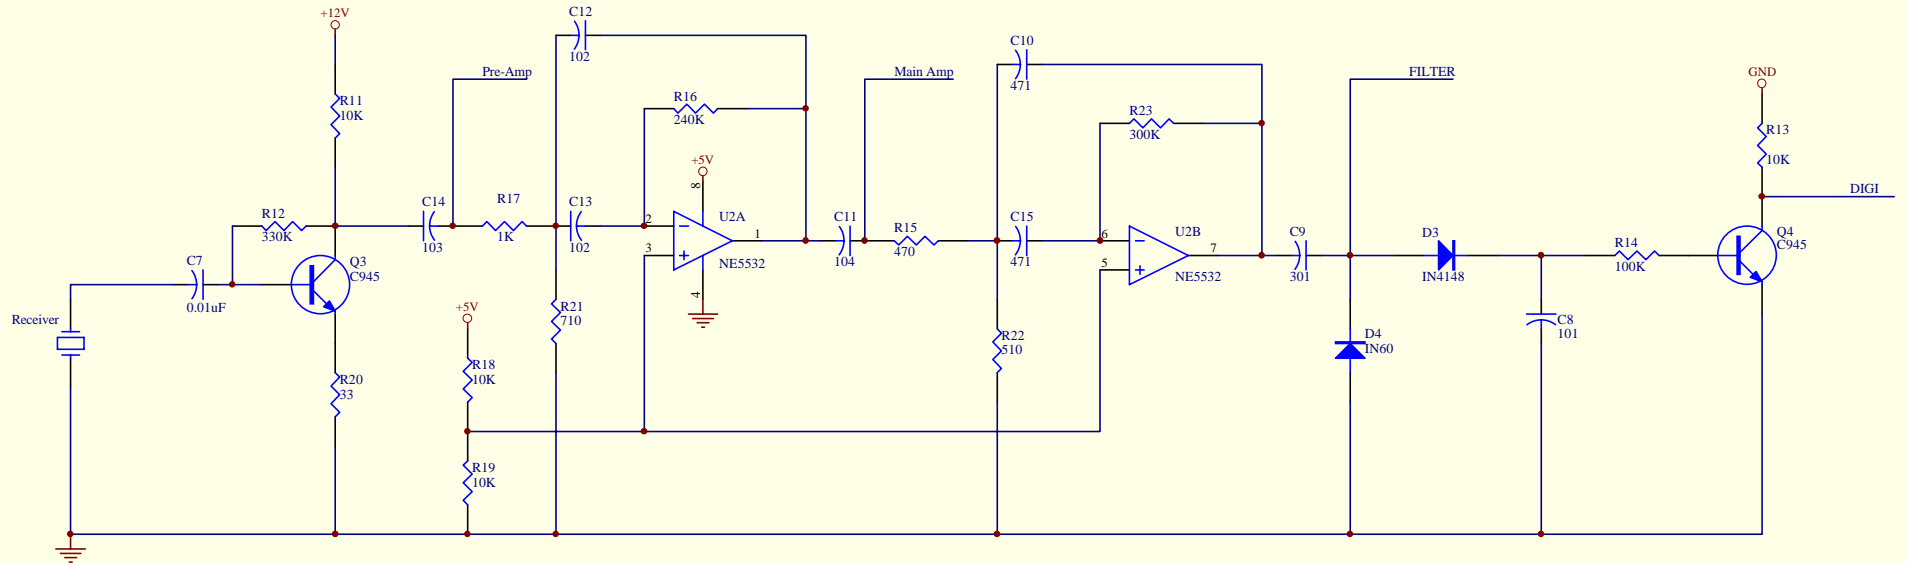 +12V
R11
10K
Pre-Amp
C12
102
R16
240K
Main Amp
C10
471
R23
300K
FILTER
GND
R13
10K
DIGI
R12
330K
C14
103
R17
1K
C13
102
+5V
8
2
3
U2A
1
NE5532
4
C11
104
R15
470
C15
471
6
5
U2B
7
NE5532
C9
301
D3
IN4148
R14
100K
Q4
C945
C7
0.01uF
Q3
C945
Receiver
R20
33
+5V
R18
10K
R19
10K
R21
710
R22
510
D4
IN60
C8
101